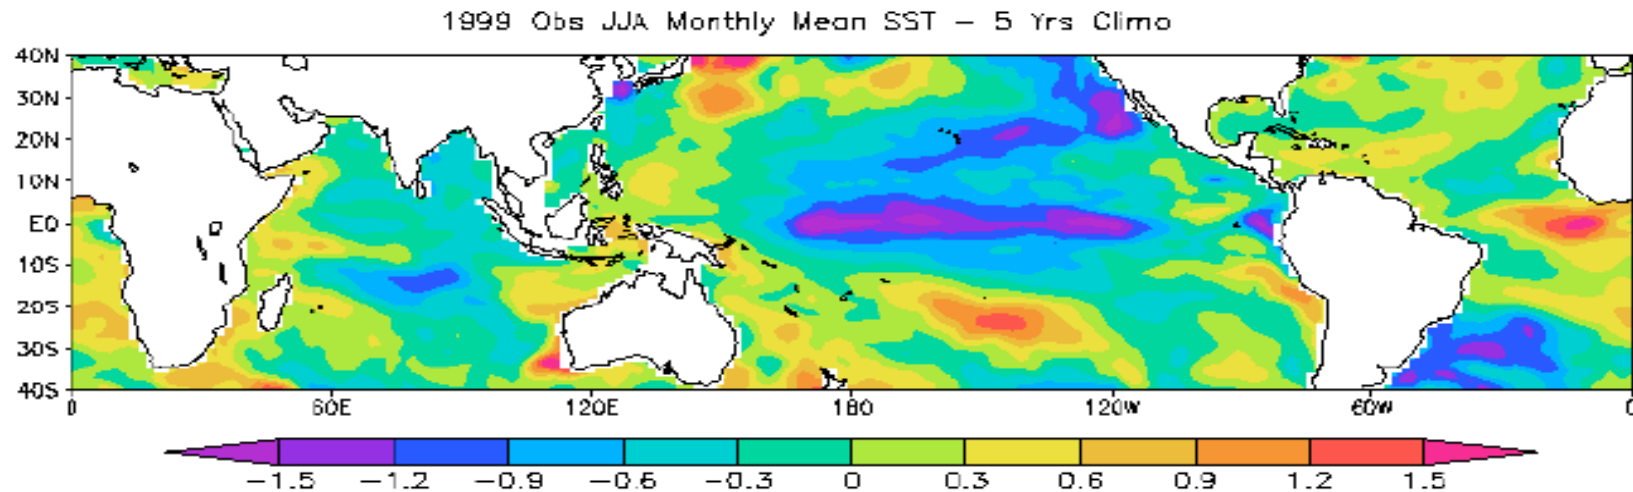 1999 Obs JJA Monthly Mean SST – 5 Yrs Climo
40N
30N
20N
10N
EQ
10S
20S
30S
40S
0 60E 120E 180 120W 60W 0
−1.5 −1.2 −0.9 −0.6 −0.3 0 0.3 0.6 0.9 1.2 1.5